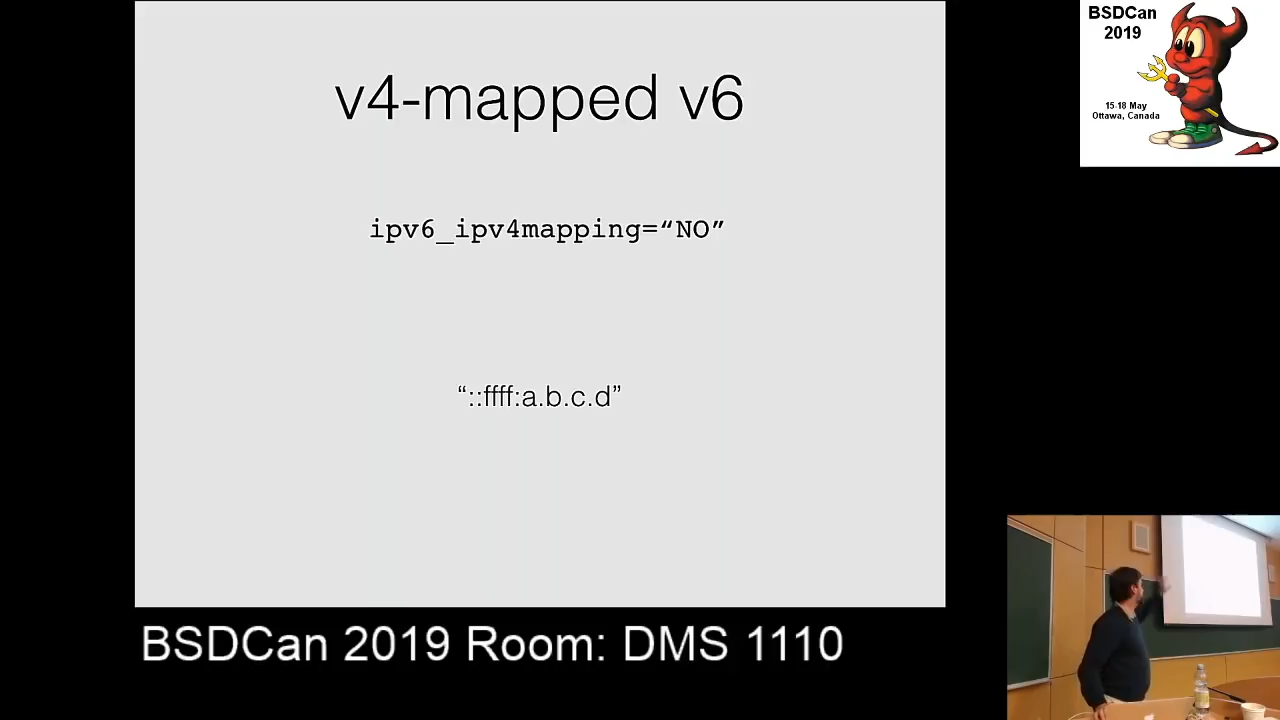 v4-mapped v6
ipv6_ipv4mapping=“NO”
“::ffff:a.b.c.d”
BSDCan
2019
15-18 May
Ottawa, Canada
BSDCan 2019 Room: DMS 1110